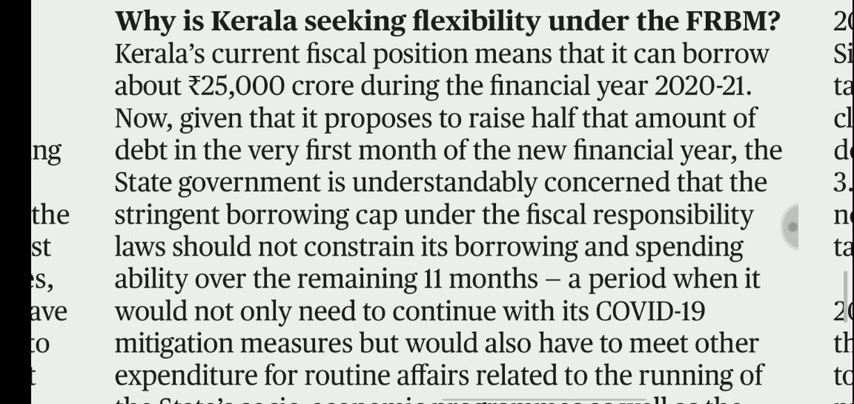 Why is Kerala seeking flexibility under the FRBM?
Kerala's current fiscal position means that it can borrow
about ₹25,000 crore during the financial year 2020-21.
Now, given that it proposes to raise half that amount of
debt in the very first month of the new financial year, the
State government is understandably concerned that the
stringent borrowing cap under the fiscal responsibility
laws should not constrain its borrowing and spending
ability over the remaining 11 months – a period when it
would not only need to continue with its COVID-19
mitigation measures but would also have to meet other
expenditure for routine affairs related to the running of
the
st
to